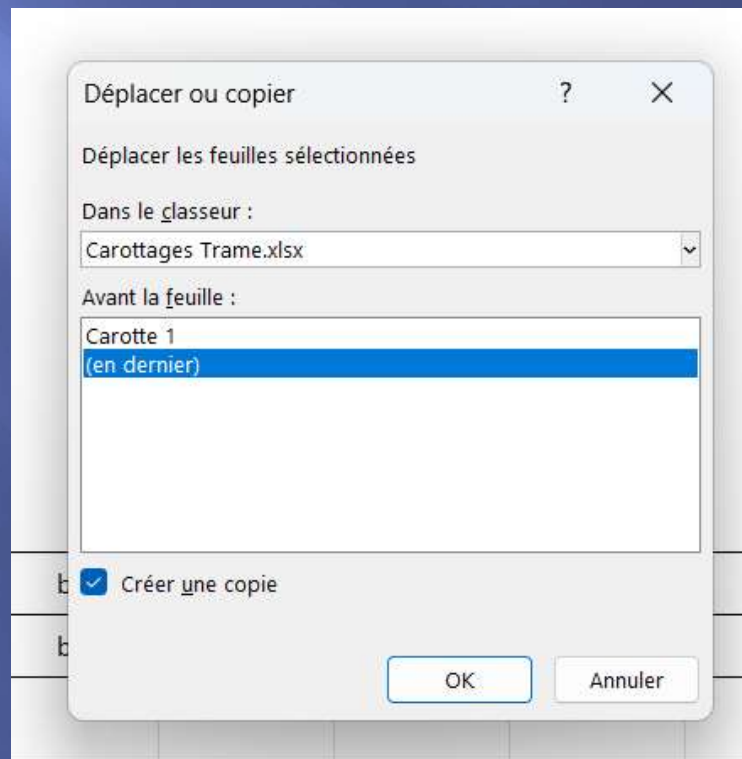 Déplacer ou copier ?
Déplacer les feuilles sélectionnées
Dans le classeur :
Carottages Trame.xlsx
Avant la feuille :
Carotte 1
(en dernier)
Créer une copie
OK Annuler